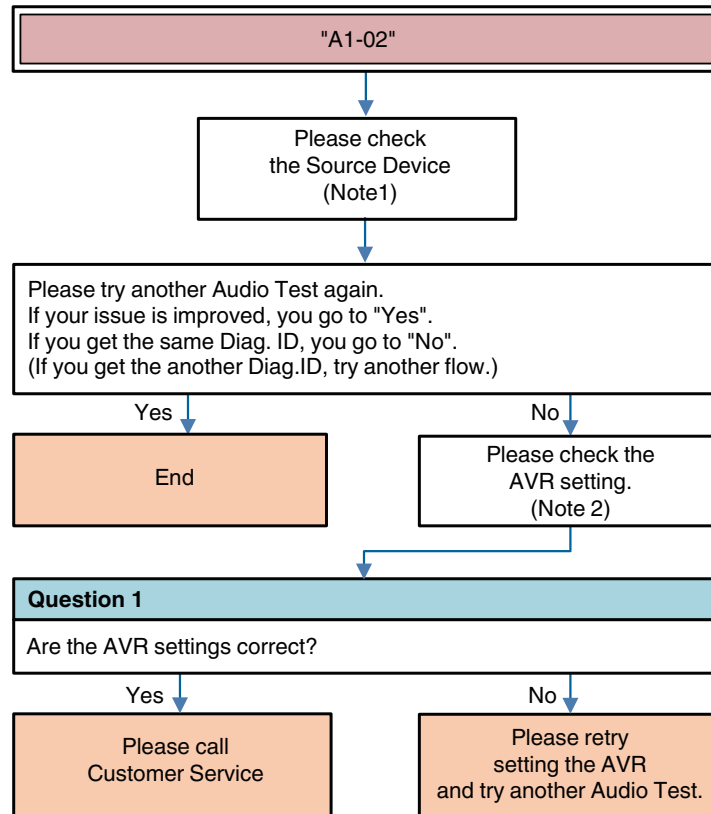 "A1-02"
Please check
the Source Device
(Note1)
Please try another Audio Test again.
If your issue is improved, you go to "Yes".
If you get the same Diag. ID, you go to "No".
(If you get the another Diag.ID, try another flow.)
Yes
No
End
Please check the
AVR setting.
(Note 2)
Question 1
Are the AVR settings correct?
Yes
No
Please call
Customer Service
Please retry
setting the AVR
and try another Audio Test.